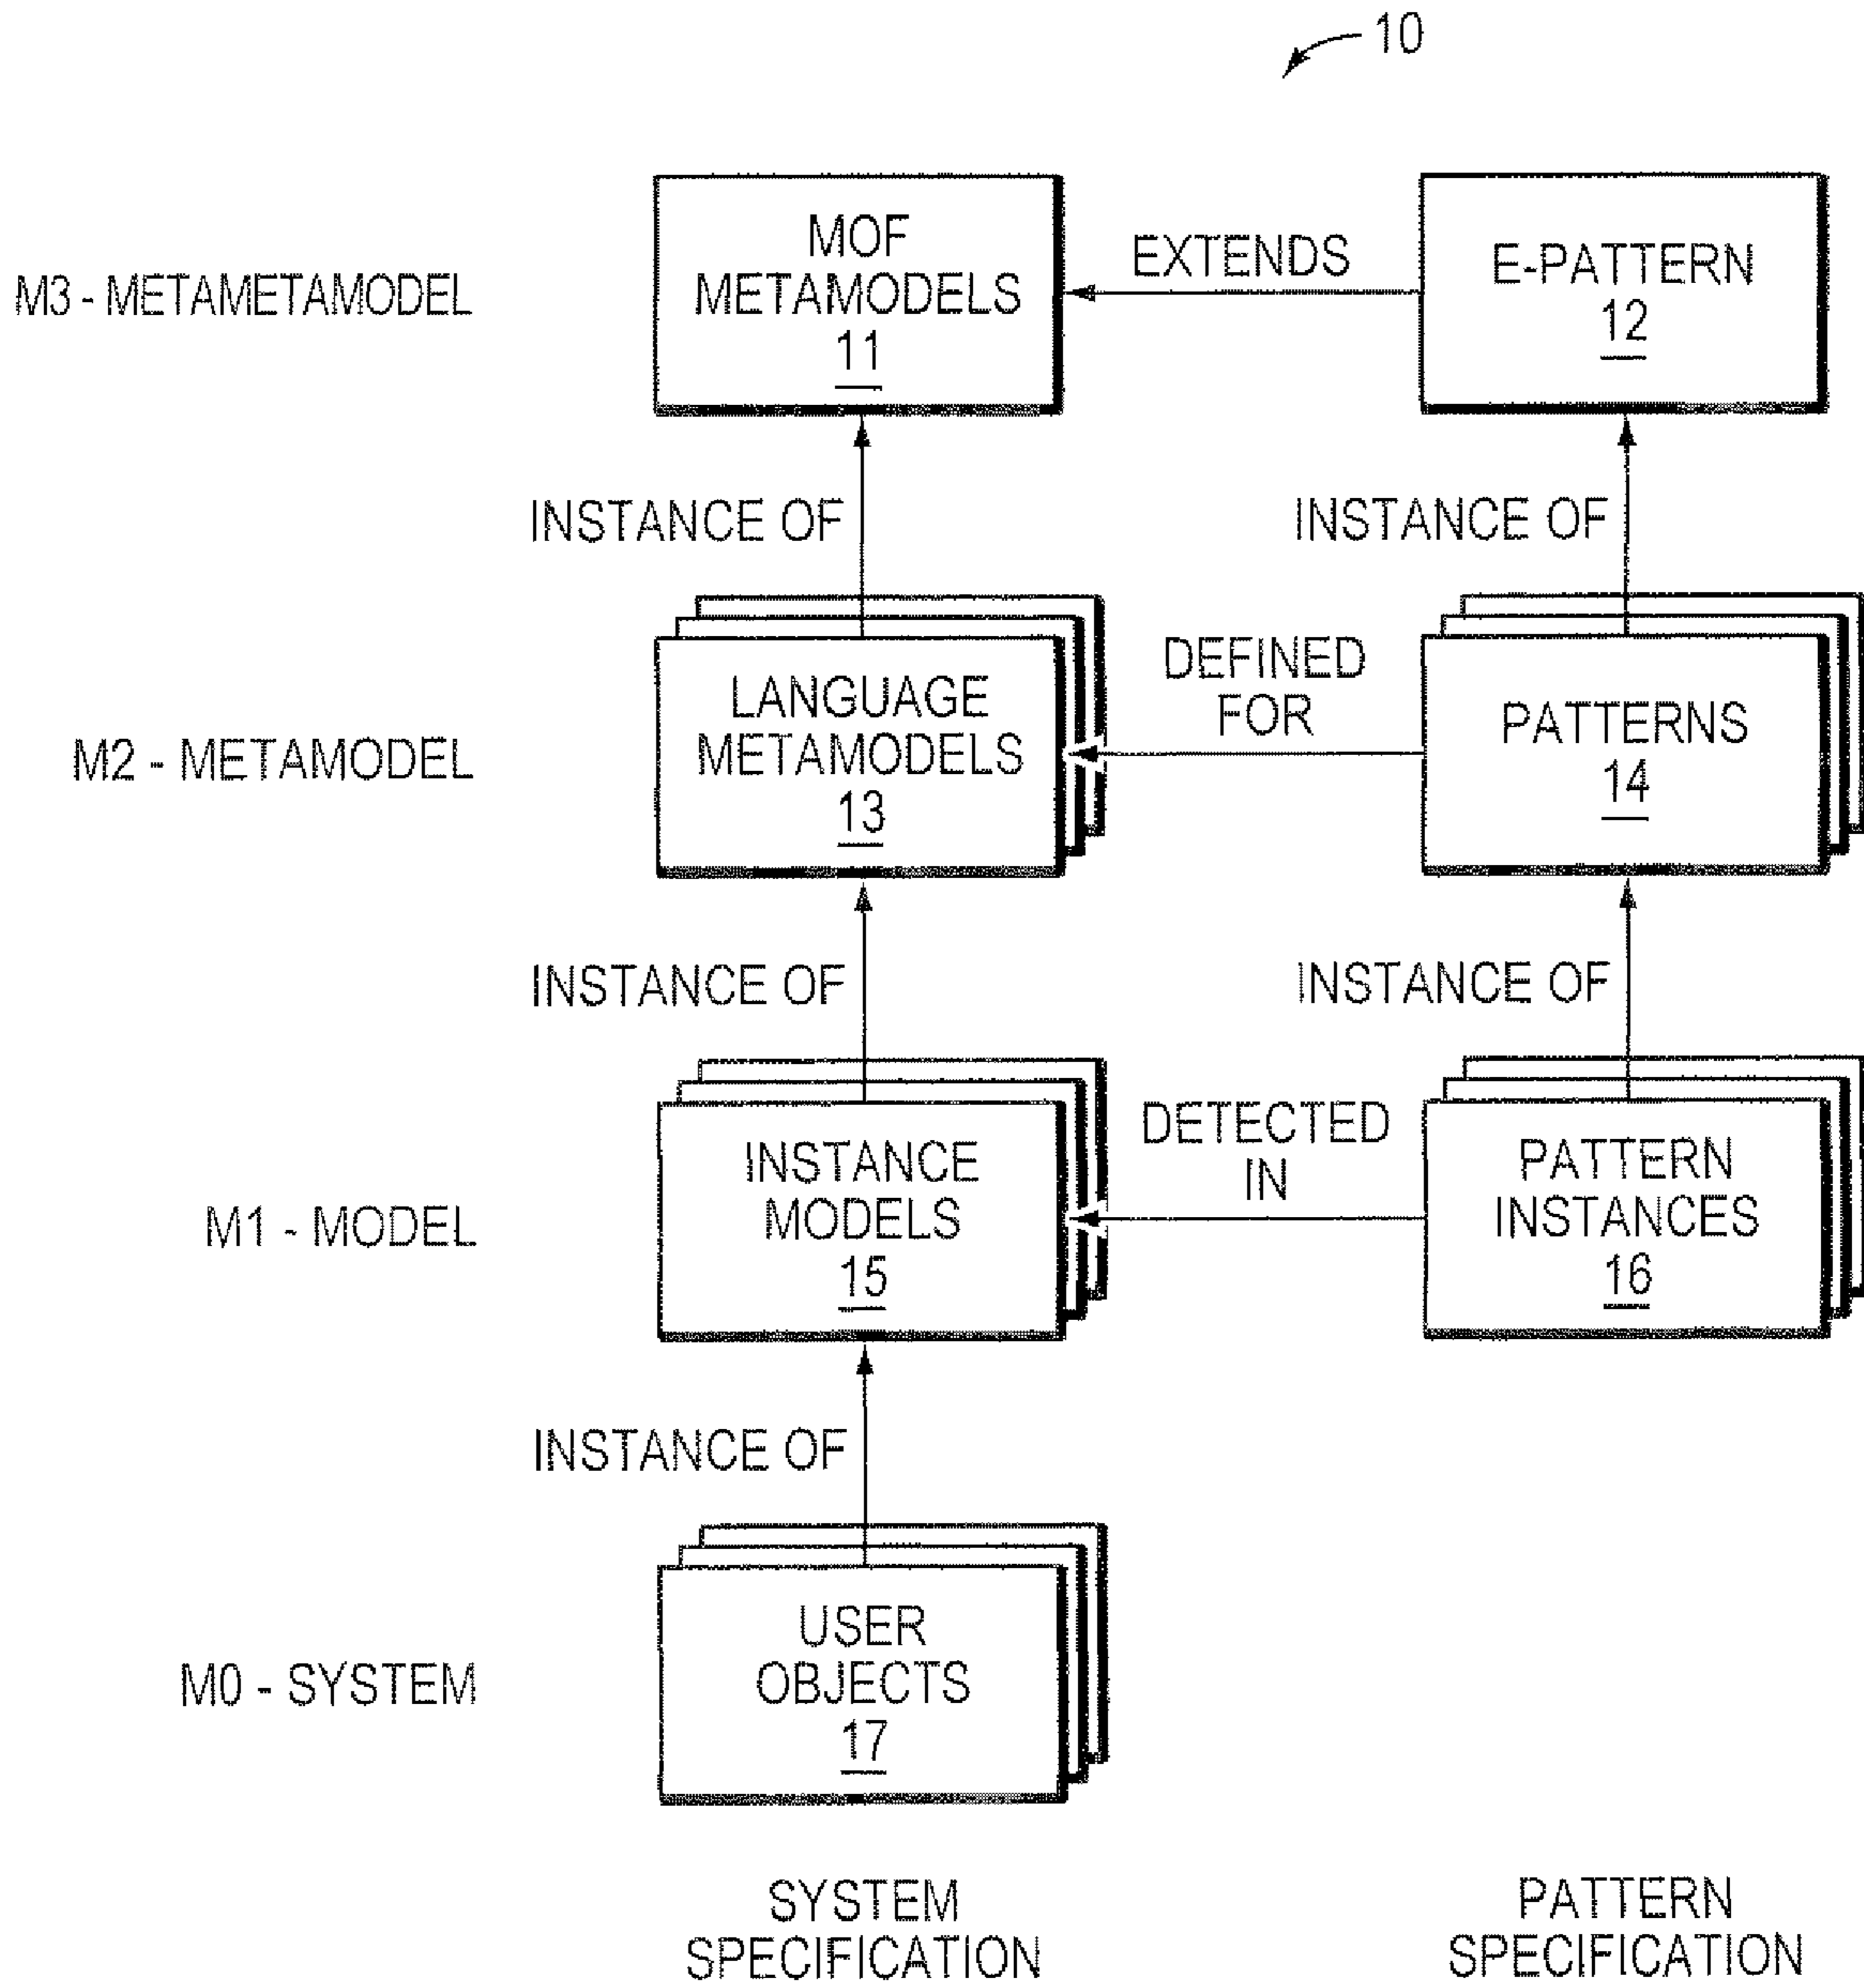 10
M3 - METAMETAMODEL
MOF
METAMODELS
11
EXTENDS
E-PATTERN
12
INSTANCE OF
INSTANCE OF
M2 - METAMODEL
LANGUAGE
METAMODELS
13
DEFINED
FOR
PATTERNS
14
INSTANCE OF
INSTANCE OF
M1 - MODEL
INSTANCE
MODELS
15
DETECTED
IN
PATTERN
INSTANCES
16
INSTANCE OF
M0 - SYSTEM
USER
OBJECTS
17
SYSTEM
SPECIFICATION
PATTERN
SPECIFICATION